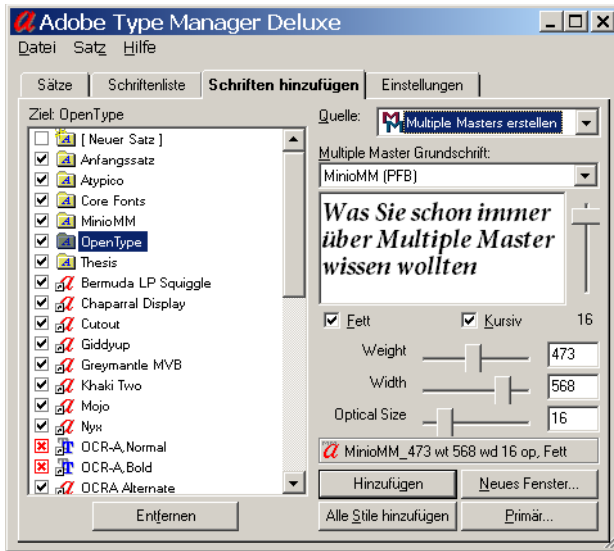 Adobe Type Manager Deluxe
Datei Satz Hilfe
Sätze Schriftenliste Schriften hinzufügen Einstellungen
Ziel: OpenType
[ Neuer Satz ]
Anfangssatz
Atypico
Core Fonts
MinioMM
OpenType
Thesis
Bermuda LP Squiggle
Chaparral Display
Cutout
Giddyup
Greymantle MVB
Khaki Two
Mojo
Nyx
OCR-A,Normal
OCR-A,Bold
OCRA Alternate
Entfernen
Quelle: Multiple Masters erstellen
Multiple Master Grundschrift:
MinioMM (PFB)
Was Sie schon immer
über Multiple Master
wissen wollten
Fett Kursiv 16
Weight 473
Width 568
Optical Size 16
MinioMM_473 wt 568 wd 16 op, Fett
Hinzufügen Neues Fenster...
Alle Stile hinzufügen Primär...